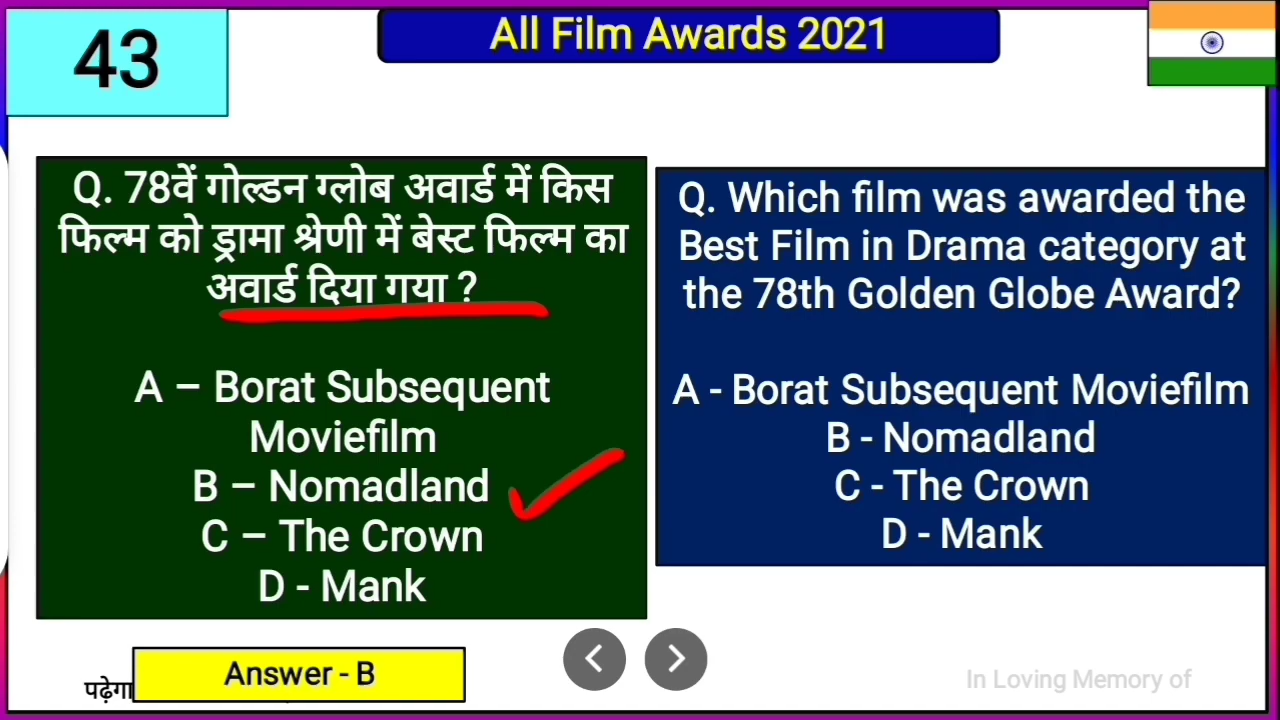 43
All Film Awards 2021
Q. 78वें गोल्डन ग्लोब अवार्ड में किस
फिल्म को ड्रामा श्रेणी में बेस्ट फिल्म का
अवार्ड दिया गया ?
A – Borat Subsequent
Moviefilm
B – Nomadland
C – The Crown
D - Mank
Q. Which film was awarded the
Best Film in Drama category at
the 78th Golden Globe Award?
A - Borat Subsequent Moviefilm
B - Nomadland
C - The Crown
D - Mank
पढ़ेगा
Answer - B
In Loving Memory of